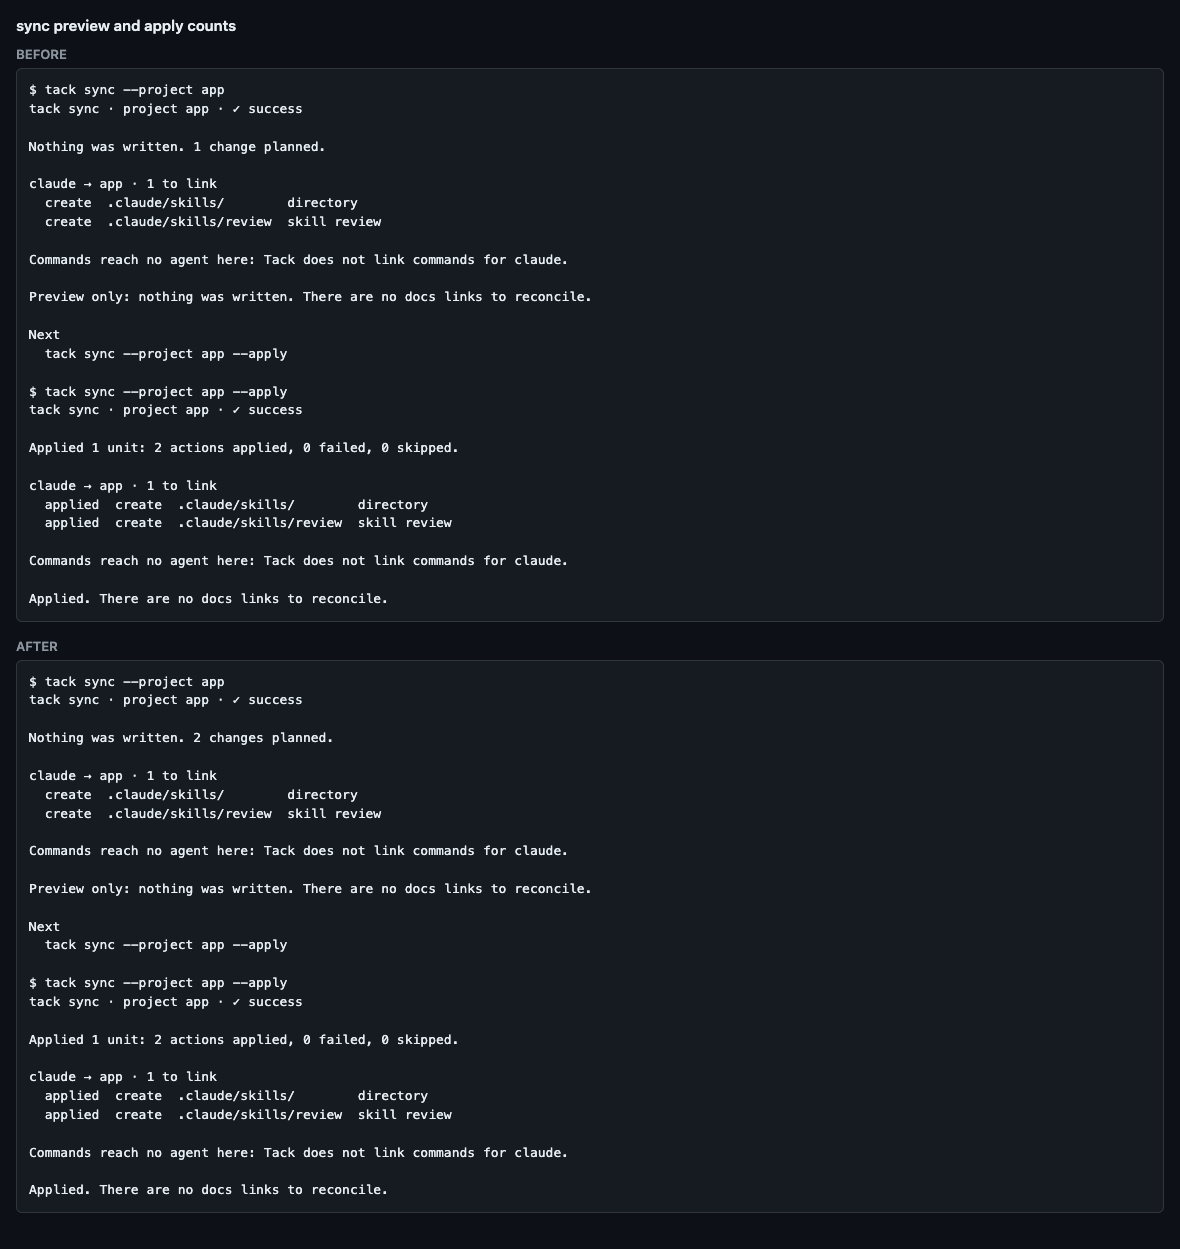 sync preview and apply counts
BEFORE
$ tack sync --project app
tack sync · project app · ✓ success
Nothing was written. 1 change planned.
claude → app · 1 to link
  create  .claude/skills/        directory
  create  .claude/skills/review  skill review
Commands reach no agent here: Tack does not link commands for claude.
Preview only: nothing was written. There are no docs links to reconcile.
Next
  tack sync --project app --apply
$ tack sync --project app --apply
tack sync · project app · ✓ success
Applied 1 unit: 2 actions applied, 0 failed, 0 skipped.
claude → app · 1 to link
  applied  create  .claude/skills/        directory
  applied  create  .claude/skills/review  skill review
Commands reach no agent here: Tack does not link commands for claude.
Applied. There are no docs links to reconcile.
AFTER
$ tack sync --project app
tack sync · project app · ✓ success
Nothing was written. 2 changes planned.
claude → app · 1 to link
  create  .claude/skills/        directory
  create  .claude/skills/review  skill review
Commands reach no agent here: Tack does not link commands for claude.
Preview only: nothing was written. There are no docs links to reconcile.
Next
  tack sync --project app --apply
$ tack sync --project app --apply
tack sync · project app · ✓ success
Applied 1 unit: 2 actions applied, 0 failed, 0 skipped.
claude → app · 1 to link
  applied  create  .claude/skills/        directory
  applied  create  .claude/skills/review  skill review
Commands reach no agent here: Tack does not link commands for claude.
Applied. There are no docs links to reconcile.